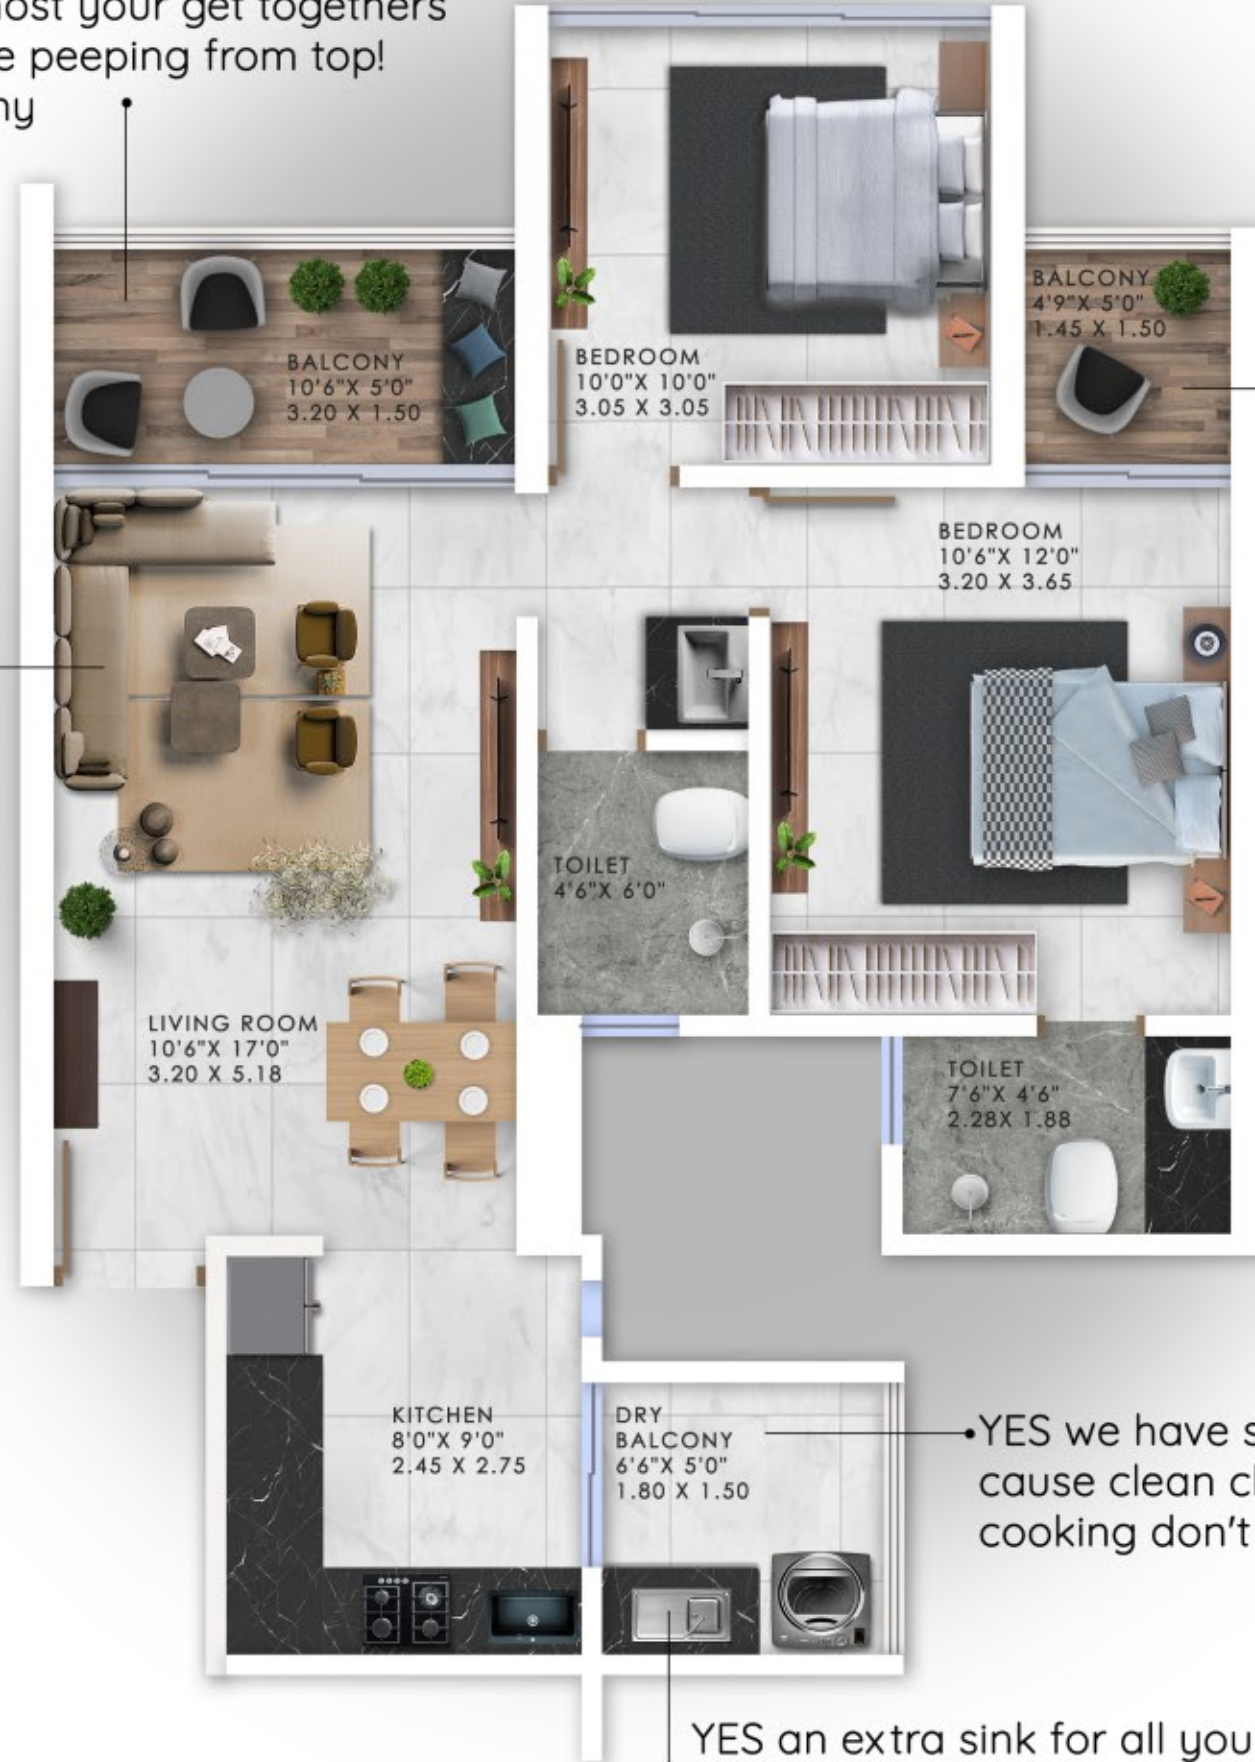 host your get togethers
peeping from top!
BALCONY
10'6"X 5'0"
3.20 X 1.50
BEDROOM
10'0"X 10'0"
3.05 X 3.05
BALCONY
4'9"X 5'0"
1.45 X 1.50
BEDROOM
10'6"X 12'0"
3.20 X 3.65
TOILET
4'6"X 6'0"
LIVING ROOM
10'6"X 17'0"
3.20 X 5.18
TOILET
7'6"X 4'6"
2.28X 1.88
KITCHEN
8'0"X 9'0"
2.45 X 2.75
DRY
BALCONY
6'6"X 5'0"
1.80 X 1.50
YES we have
cause clean
cooking don't
YES an extra sink for all you